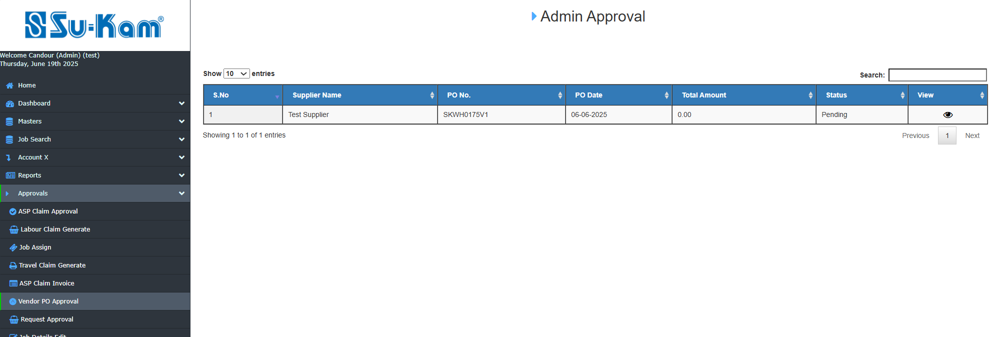 Su-Kam®
Welcome Candour (Admin) (test)
Thursday, June 19th 2025
Home
Dashboard
Masters
Job Search
Account X
Reports
Approvals
ASP Claim Approval
Labour Claim Generate
Job Assign
Travel Claim Generate
ASP Claim Invoice
Vendor PO Approval
Request Approval
Job Details Edit
Admin Approval
Show 10 entries
Search:
S.No Supplier Name PO No. PO Date Total Amount Status View
1 Test Supplier SKWH0175V1 06-06-2025 0.00 Pending
Showing 1 to 1 of 1 entries
Previous 1 Next